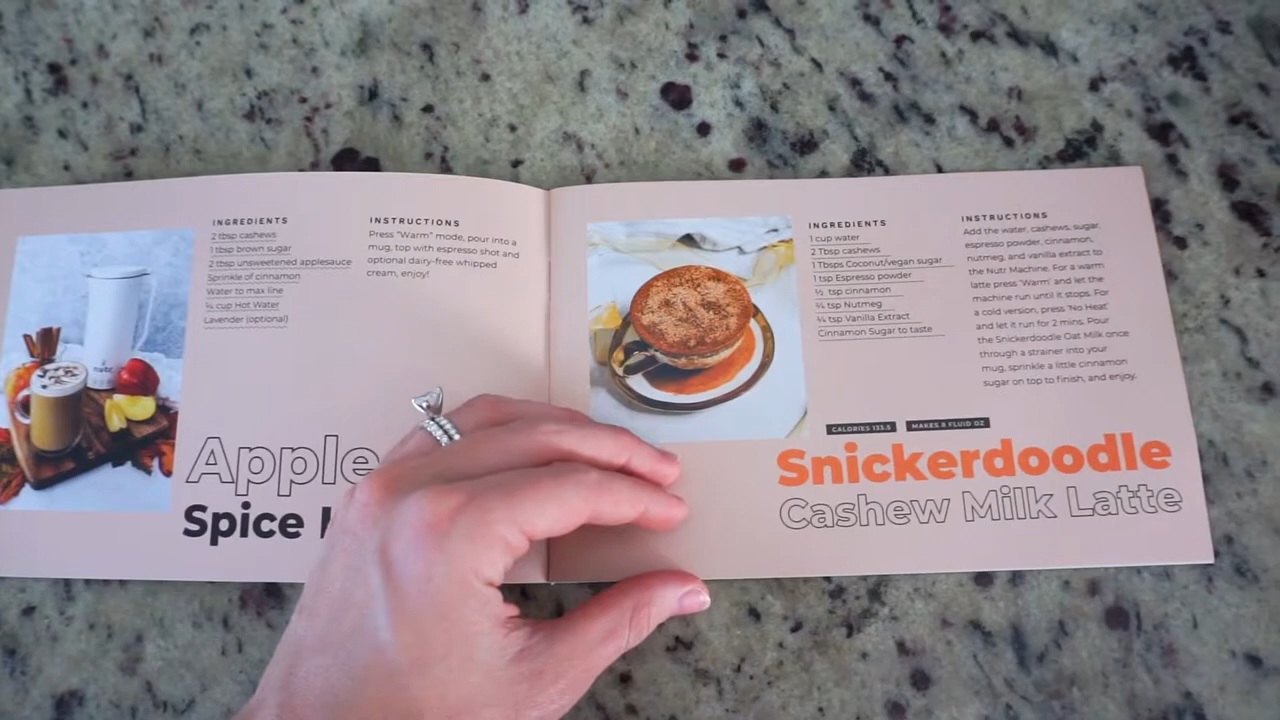 INGREDIENTS
2 tbsp cashews
1 tbsp brown sugar
2 tbsp unsweetened applesauce
Sprinkle of cinnamon
Water to max line
¼ cup Hot Water
Lavender (optional)
INSTRUCTIONS
Press "Warm" mode, pour into a
mug, top with espresso shot and
optional dairy-free whipped
cream, enjoy!
nutr
Apple
Spice
INGREDIENTS
1 cup water
2 Tbsp cashews
1 Tbsps Coconut/vegan sugar
1 tsp Espresso powder
½ tsp cinnamon
¼ tsp Nutmeg
¼ tsp Vanilla Extract
Cinnamon Sugar to taste
INSTRUCTIONS
Add the water, cashews, sugar,
espresso powder, cinnamon,
nutmeg, and vanilla extract to
the Nutr Machine. For a warm
latte press 'Warm' and let the
machine run until it stops. For
a cold version, press 'No Heat'
and let it run for 2 mins. Pour
the Snickerdoodle Oat Milk once
through a strainer into your
mug, sprinkle a little cinnamon
sugar on top to finish, and enjoy.
CALORIES 133.5
MAKES 8 FLUID OZ
Snickerdoodle
Cashew Milk Latte